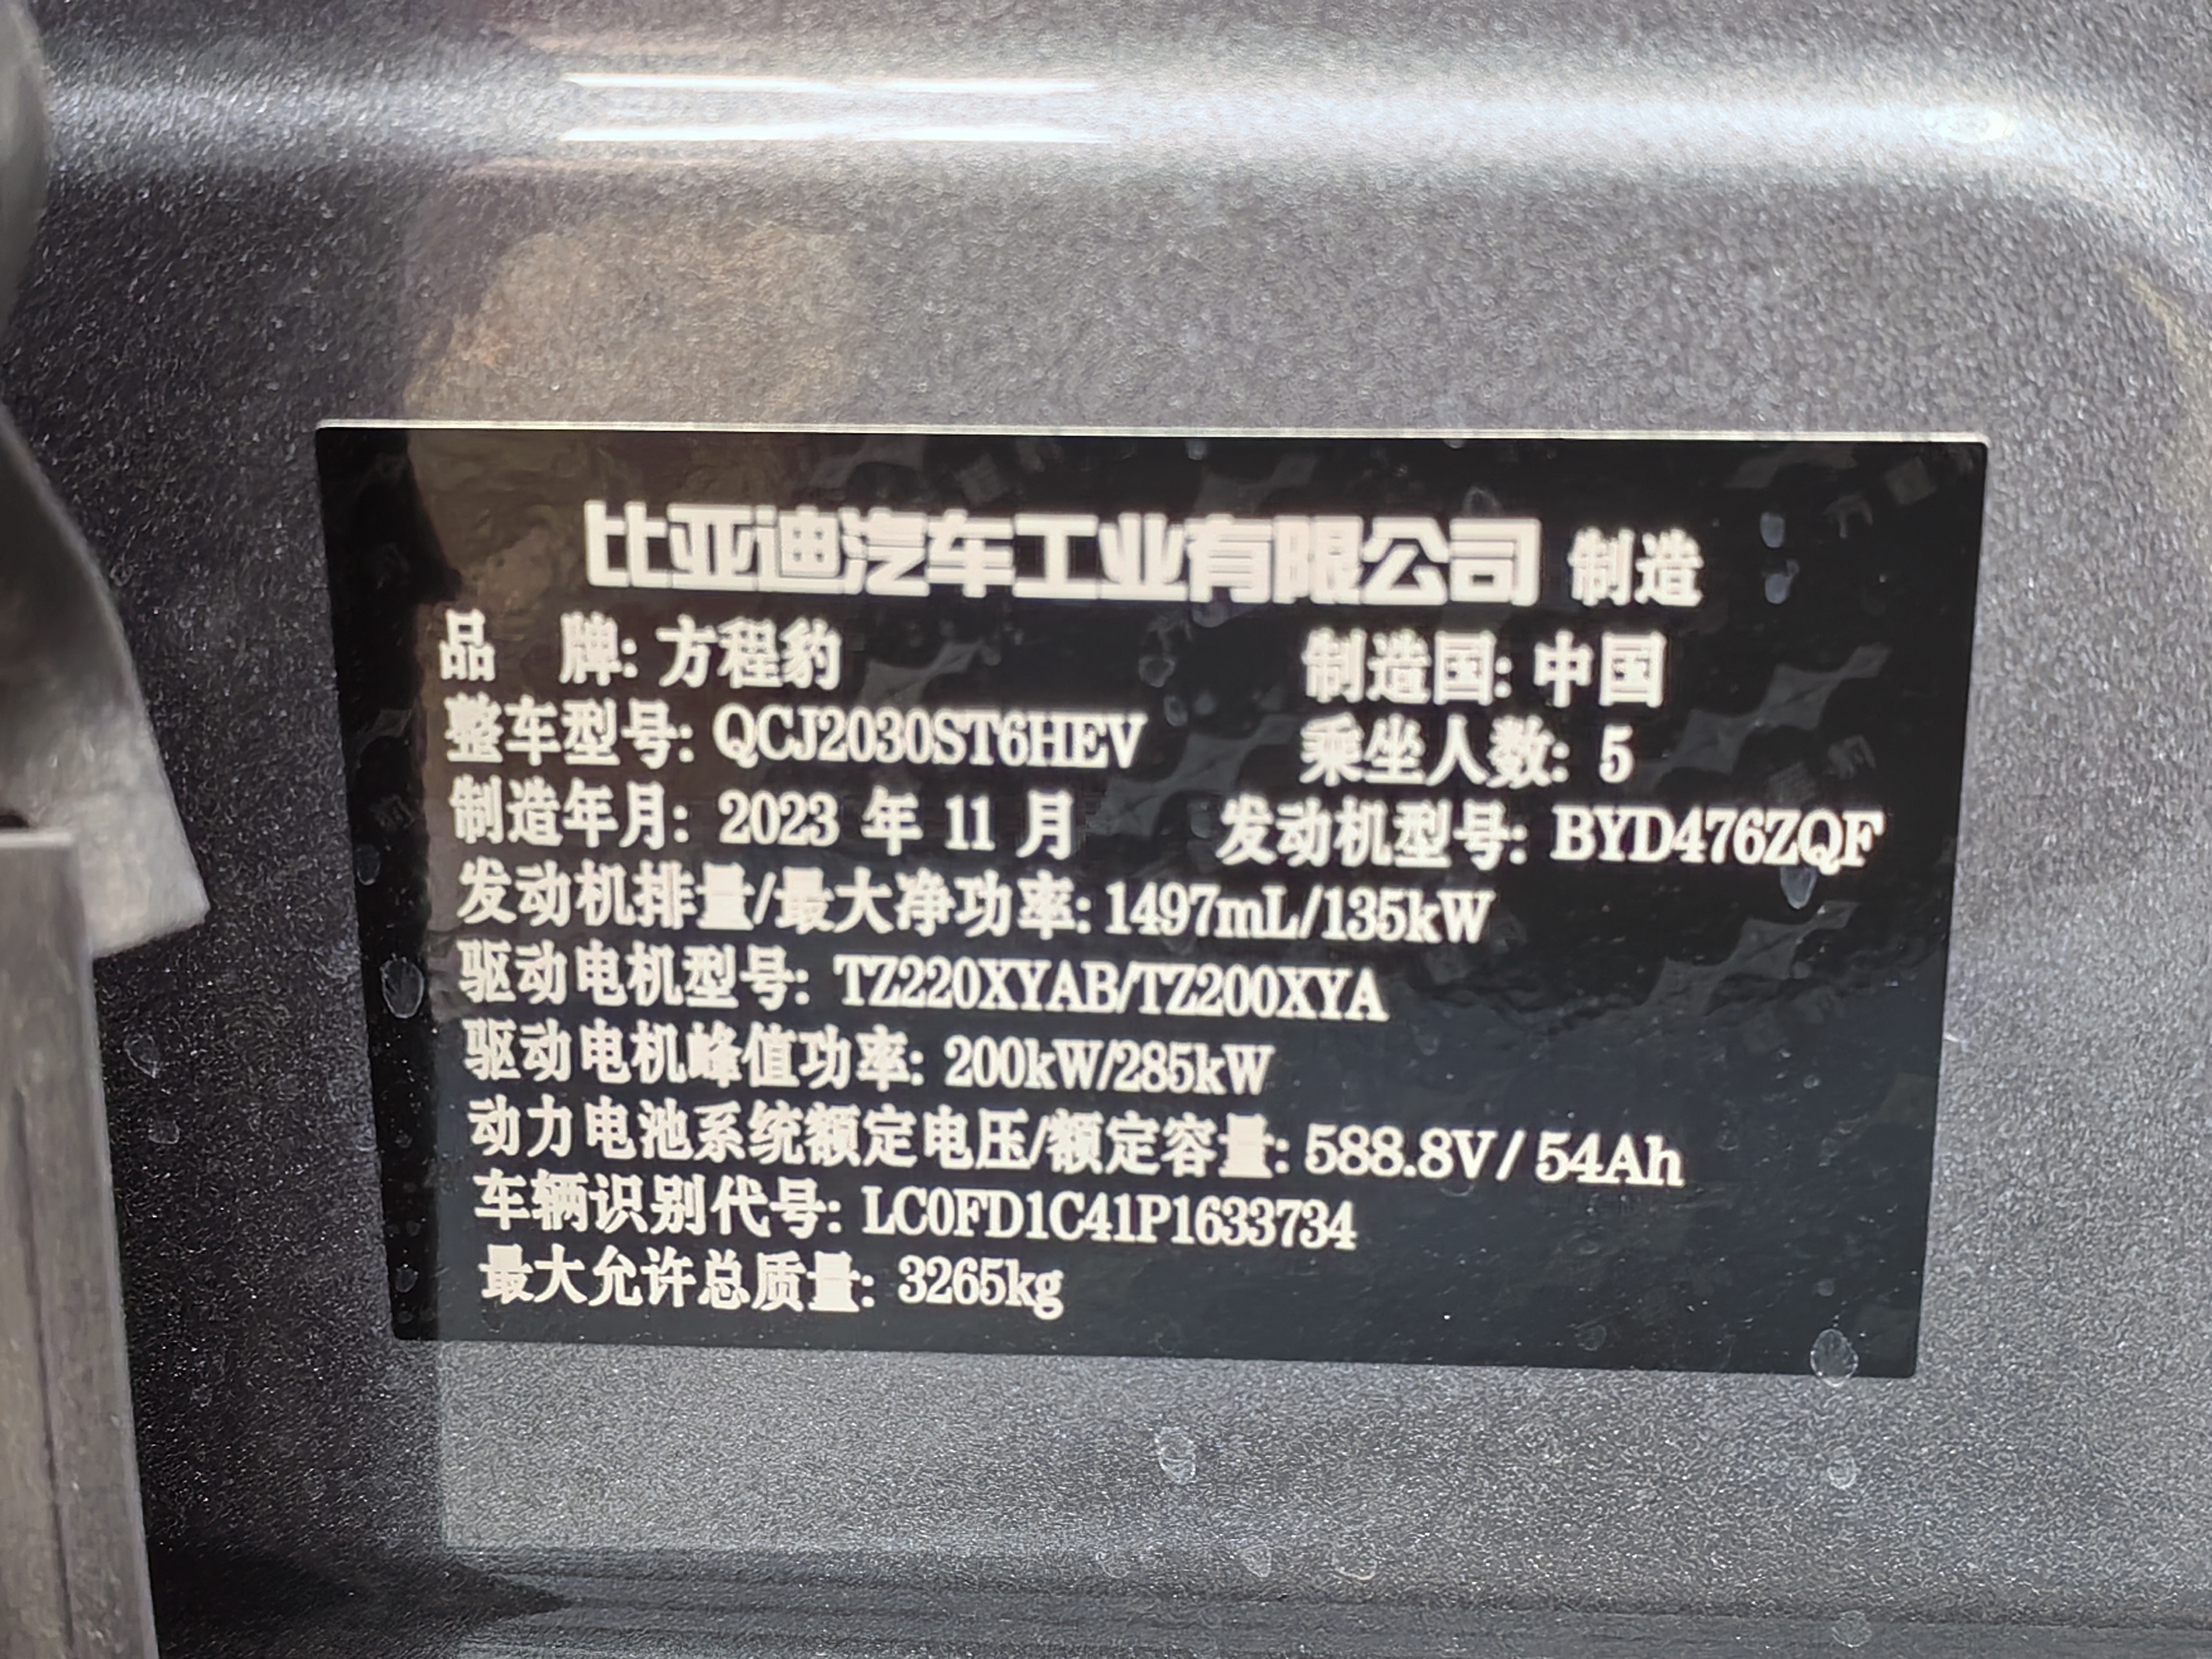 比亚迪汽车工业有限公司 制造
品 牌: 方程豹 制造国: 中国
整车型号: QCJ2030ST6HEV 乘坐人数: 5
制造年月: 2023 年 11 月 发动机型号: BYD476ZQF
发动机排量/最大净功率: 1497mL/135kW
驱动电机型号: TZ220XYAB/TZ200XYA
驱动电机峰值功率: 200kW/285kW
动力电池系统额定电压/额定容量: 588.8V/ 54Ah
车辆识别代号: LC0FD1C41P1633734
最大允许总质量: 3265kg